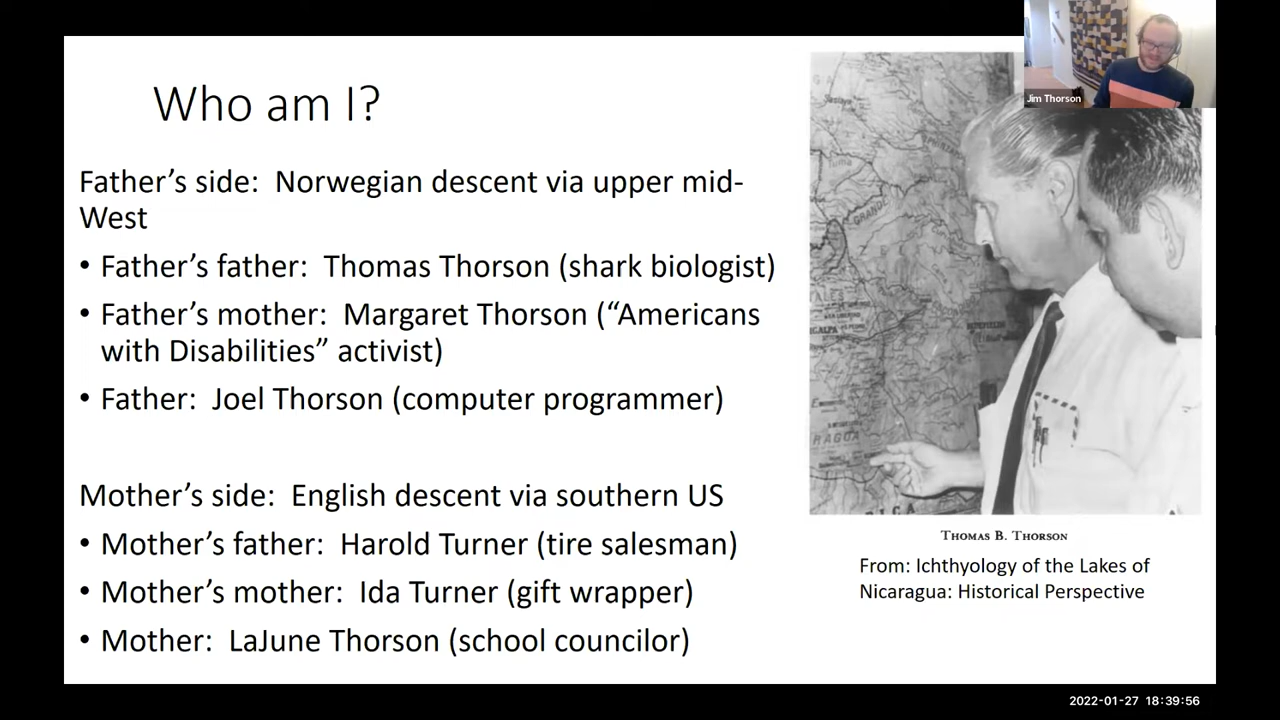 Jim Thorson
Who am I?
Father’s side:  Norwegian descent via upper mid-
West
• Father’s father:  Thomas Thorson (shark biologist)
• Father’s mother:  Margaret Thorson (“Americans
with Disabilities” activist)
• Father:  Joel Thorson (computer programmer)
Mother’s side:  English descent via southern US
• Mother’s father:  Harold Turner (tire salesman)
• Mother’s mother:  Ida Turner (gift wrapper)
• Mother:  LaJune Thorson (school councilor)
GRANDE
RAGUA
Thomas B. Thorson
From: Ichthyology of the Lakes of
Nicaragua: Historical Perspective
2022-01-27 18:39:56